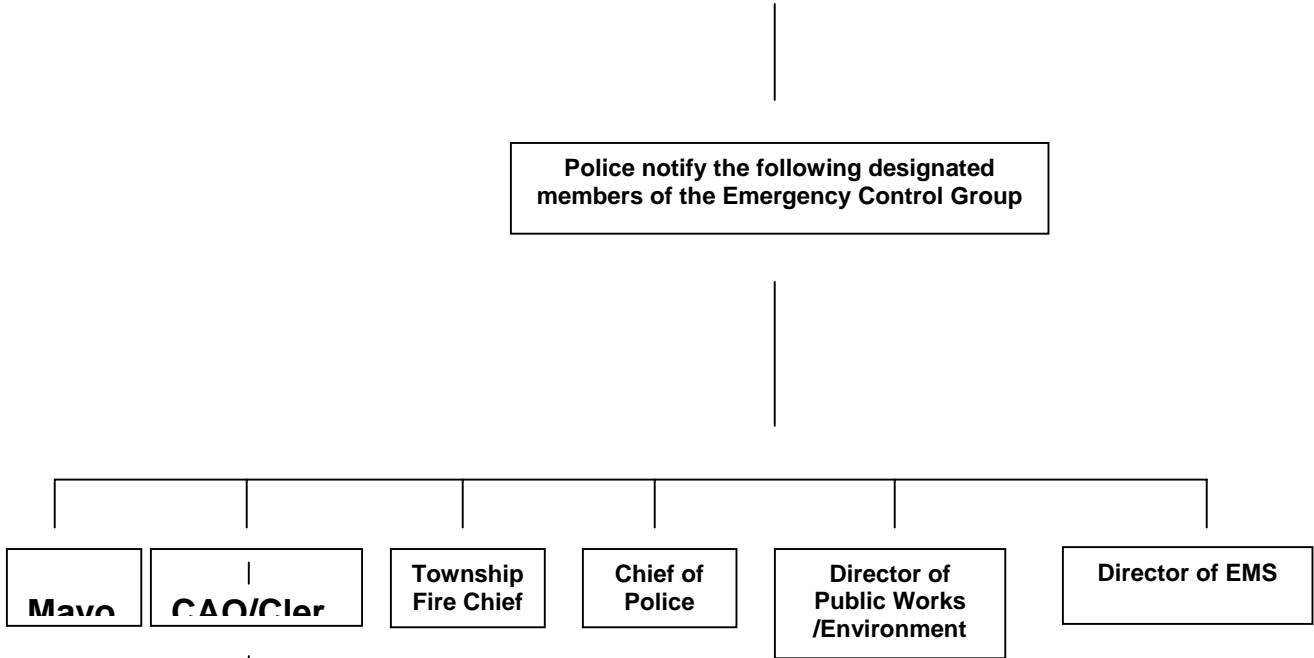 Police notify the following designated
members of the Emergency Control Group
Mayo
CAO/Cler
Township
Fire Chief
Chief of
Police
Director of
Public Works
/Environment
Director of EMS